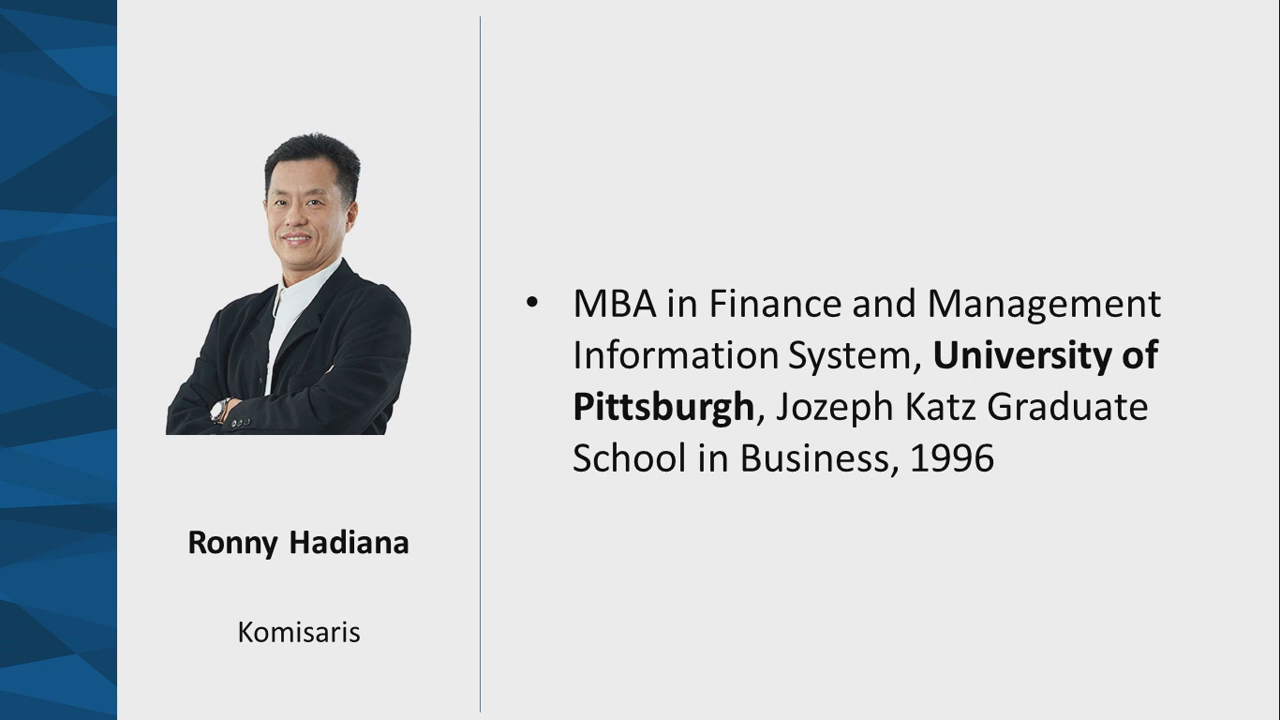 • MBA in Finance and Management
Information System, University of
Pittsburgh, Jozeph Katz Graduate
School in Business, 1996
Ronny Hadiana
Komisaris